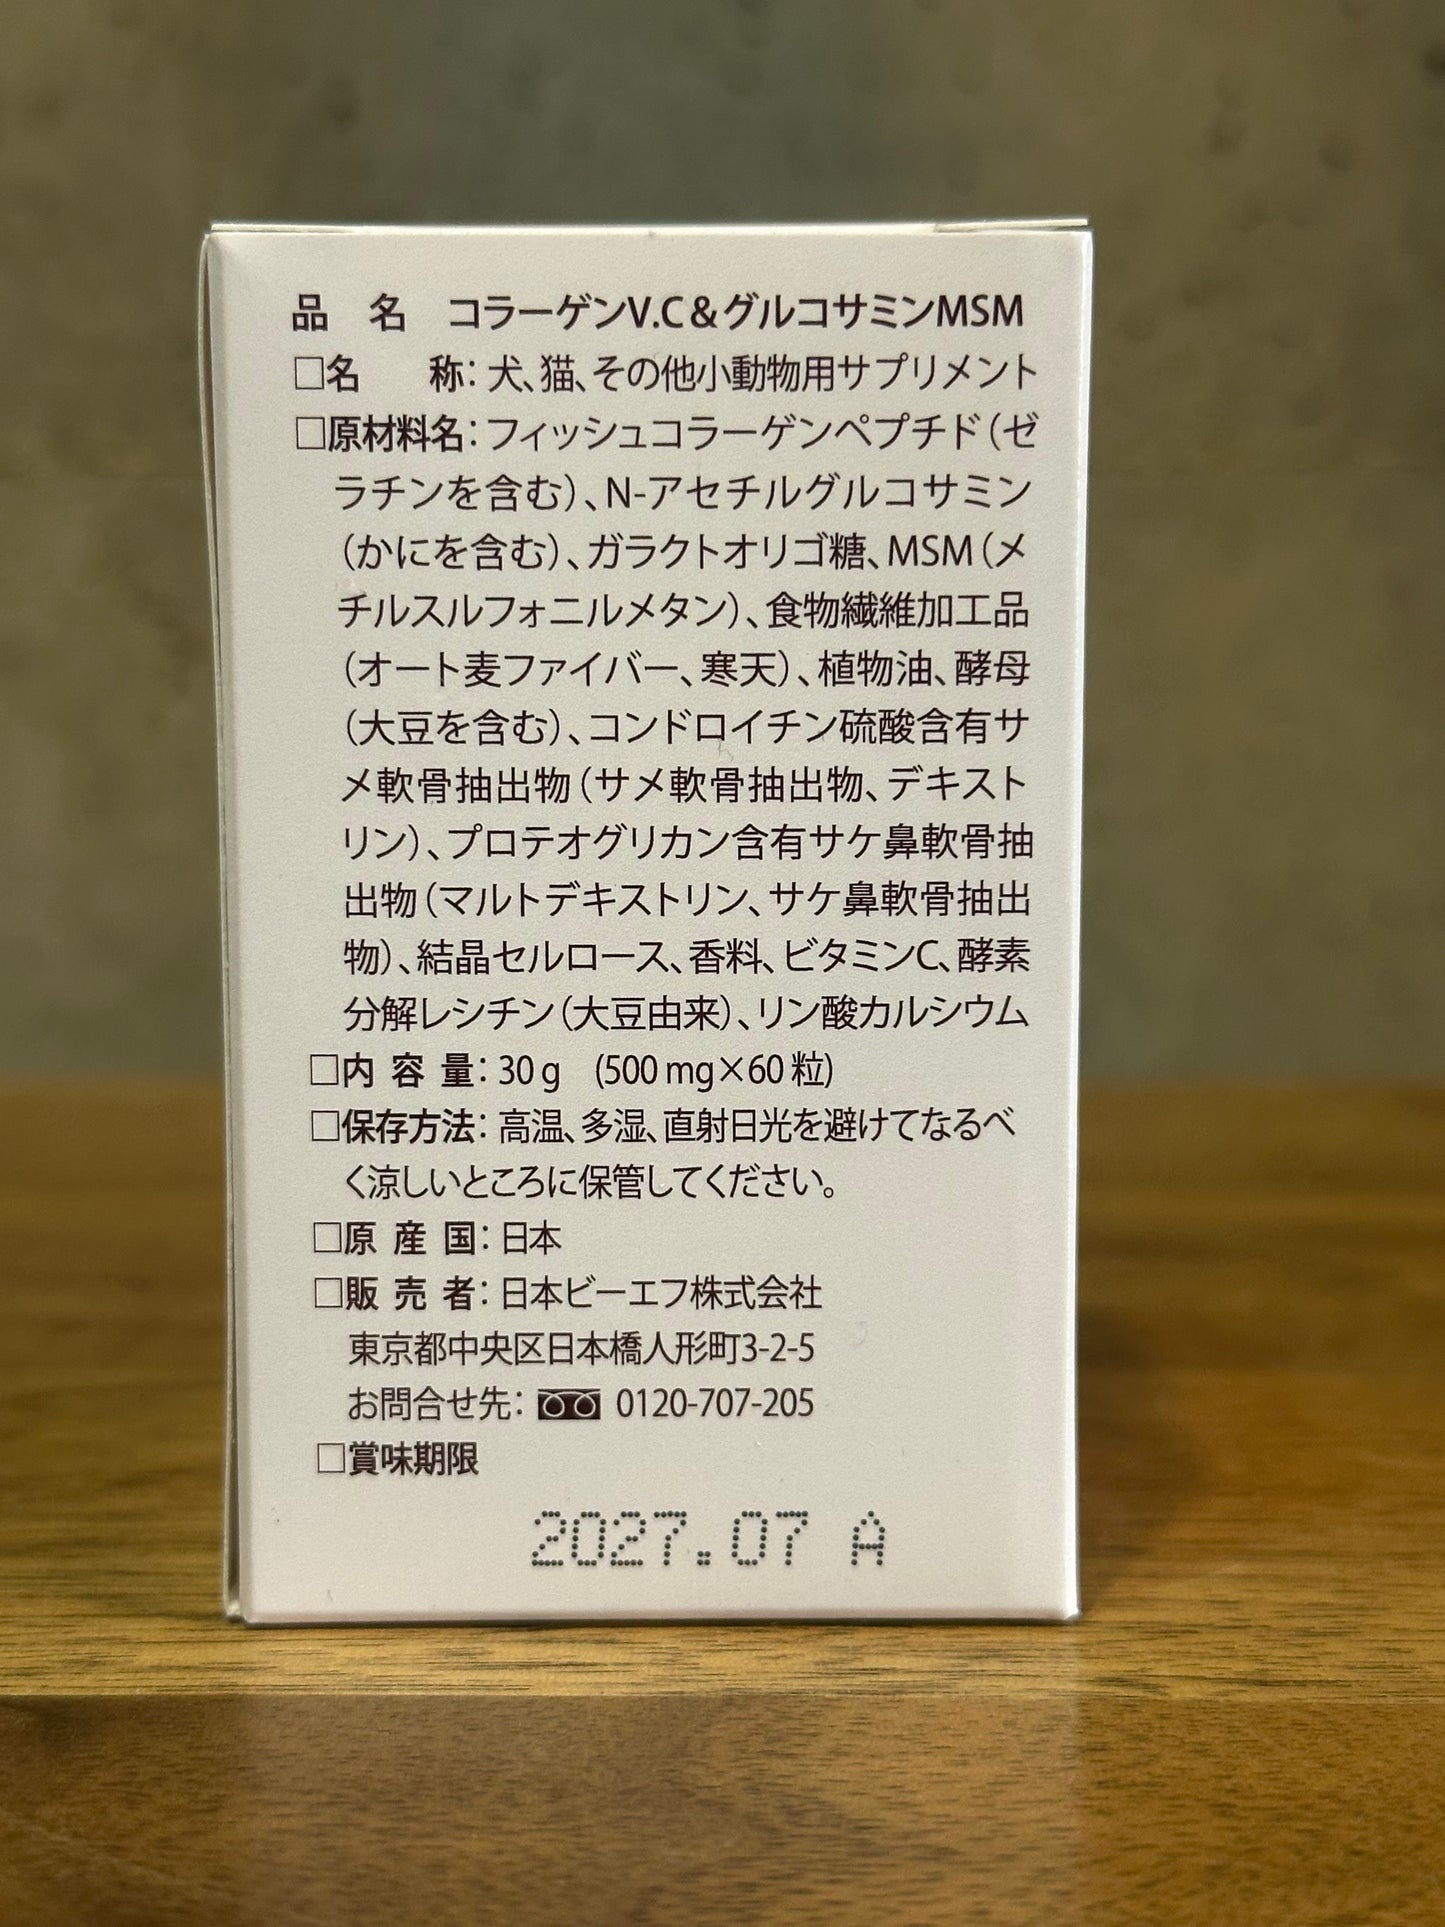 品 名 コラーゲンV.C&グルコサミンMSM
□名 称：犬、猫、その他小動物用サプリメント
□原材料名：フィッシュコラーゲンペプチド（ゼ
ラチンを含む）、N-アセチルグルコサミン
（かにを含む）、ガラクトオリゴ糖、MSM（メ
チルスルフォニルメタン）、食物繊維加工品
（オート麦ファイバー、寒天）、植物油、酵母
（大豆を含む）、コンドロイチン硫酸含有サ
メ軟骨抽出物（サメ軟骨抽出物、デキスト
リン）、プロテオグリカン含有サケ鼻軟骨抽
出物（マルトデキストリン、サケ鼻軟骨抽出
物）、結晶セルロース、香料、ビタミンC、酵素
分解レシチン（大豆由来）、リン酸カルシウム
□内 容 量：30g (500mg×60粒)
□保存方法：高温、多湿、直射日光を避けてなるべ
く涼しいところに保管してください。
□原 産 国：日本
□販 売 者：日本ビーエフ株式会社
東京都中央区日本橋人形町3-2-5
お問合せ先： 0120-707-205
□賞味期限
2027.07 A